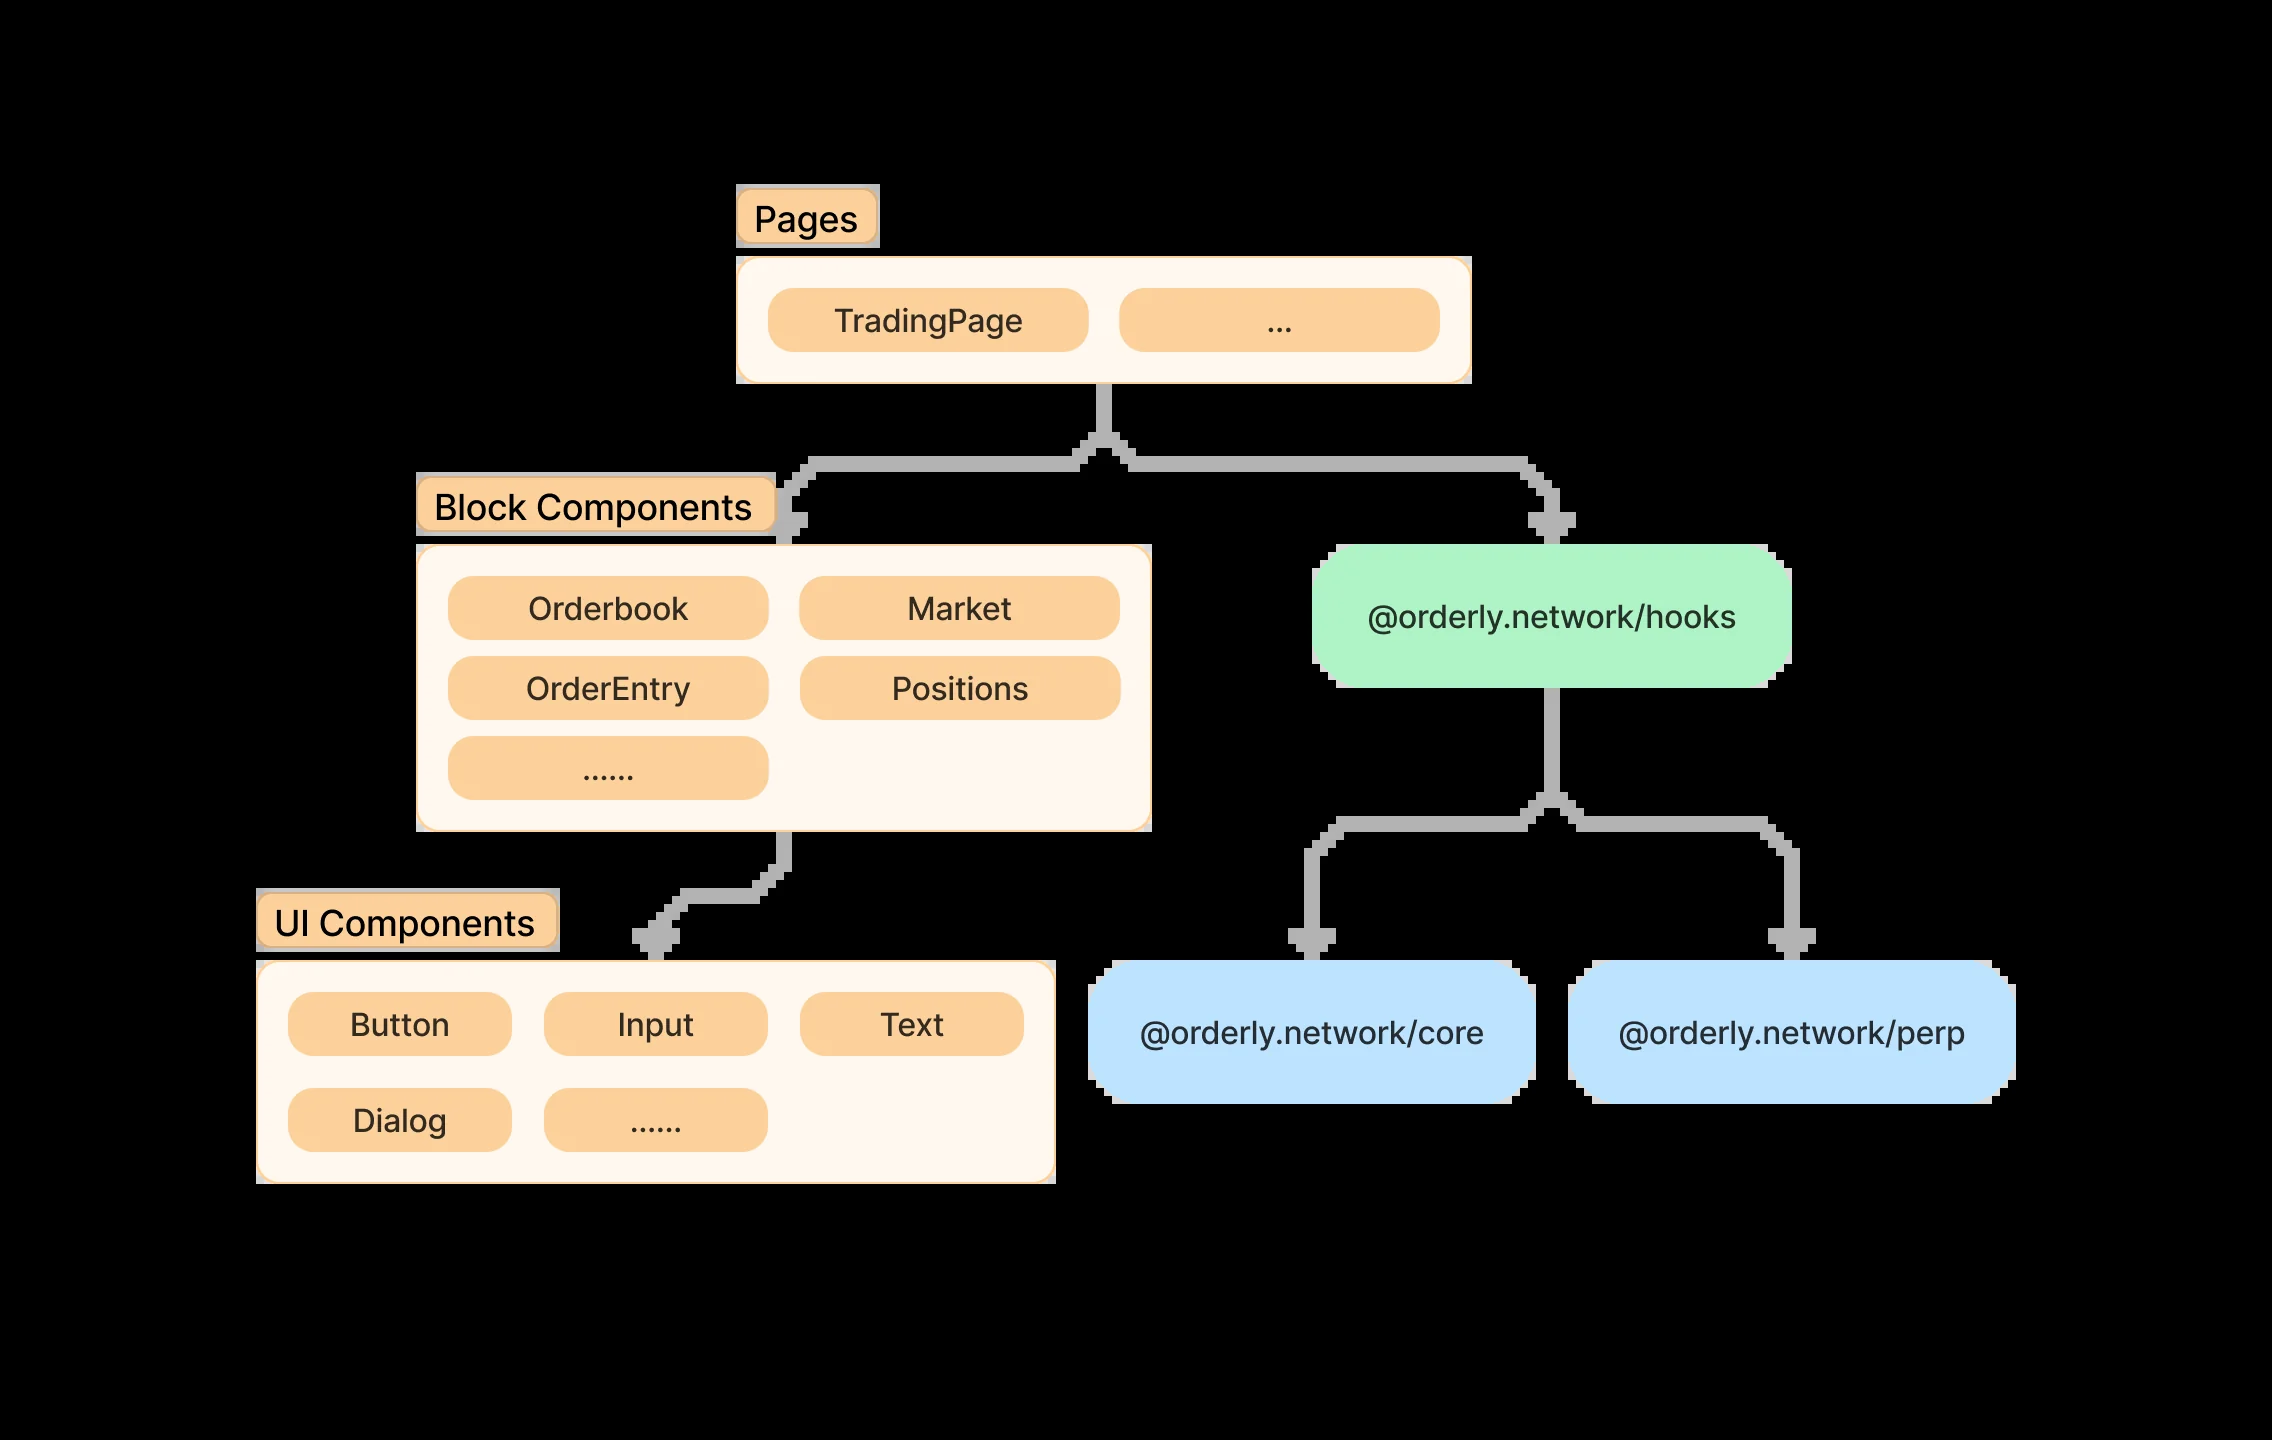 Pages
TradingPage
...
Block Components
Orderbook
Market
OrderEntry
Positions
......
@orderly.network/hooks
UI Components
Button
Input
Text
Dialog
......
@orderly.network/core
@orderly.network/perp